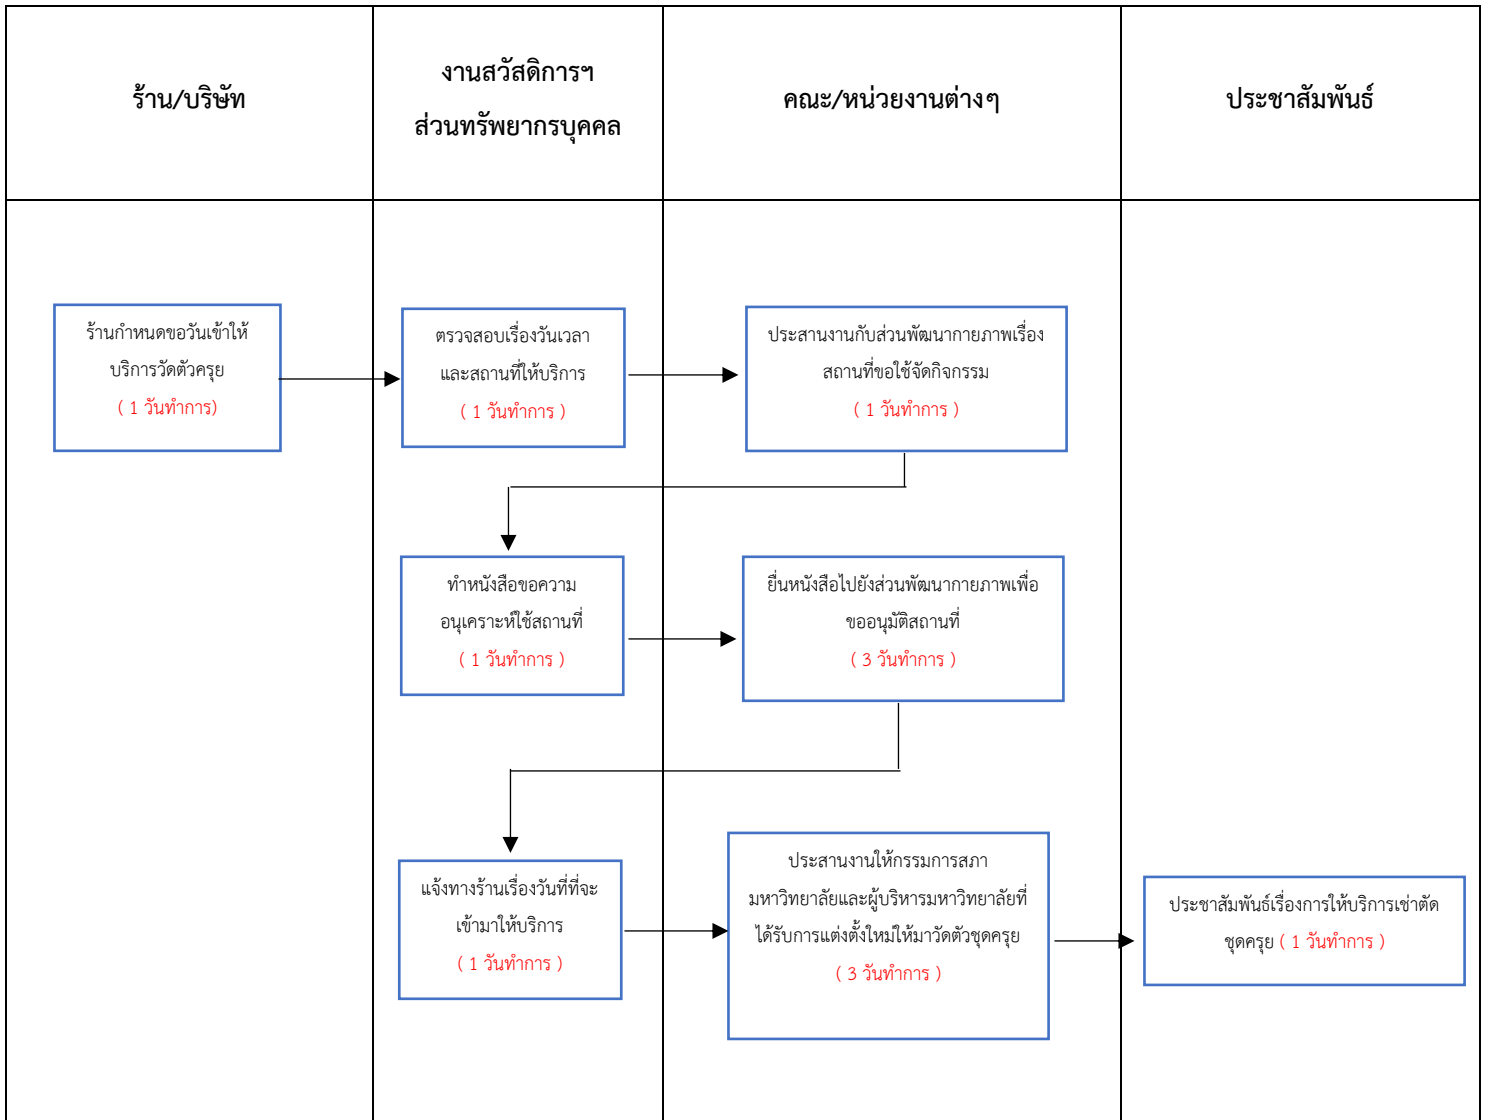 ร้าน/บริษัท
งานสวัสดิการฯ
ส่วนทรัพยากรบุคคล
คณะ/หน่วยงานต่างๆ
ประชาสัมพันธ์
ร้านกำหนดขอวันเข้าให้
บริการวัดตัวครุย
( 1 วันทำการ)
ตรวจสอบเรื่องวันเวลา
และสถานที่ให้บริการ
( 1 วันทำการ )
ประสานงานกับส่วนพัฒนากายภาพเรื่อง
สถานที่ขอใช้จัดกิจกรรม
( 1 วันทำการ )
ทำหนังสือขอความ
อนุเคราะห์ใช้สถานที่
( 1 วันทำการ )
ยื่นหนังสือไปยังส่วนพัฒนากายภาพเพื่อ
ขออนุมัติสถานที่
( 3 วันทำการ )
แจ้งทางร้านเรื่องวันที่ที่จะ
เข้ามาให้บริการ
( 1 วันทำการ )
ประสานงานให้กรรมการสภา
มหาวิทยาลัยและผู้บริหารมหาวิทยาลัยที่
ได้รับการแต่งตั้งใหม่ให้มาวัดตัวชุดครุย
( 3 วันทำการ )
ประชาสัมพันธ์เรื่องการให้บริการเช่าตัด
ชุดครุย ( 1 วันทำการ )